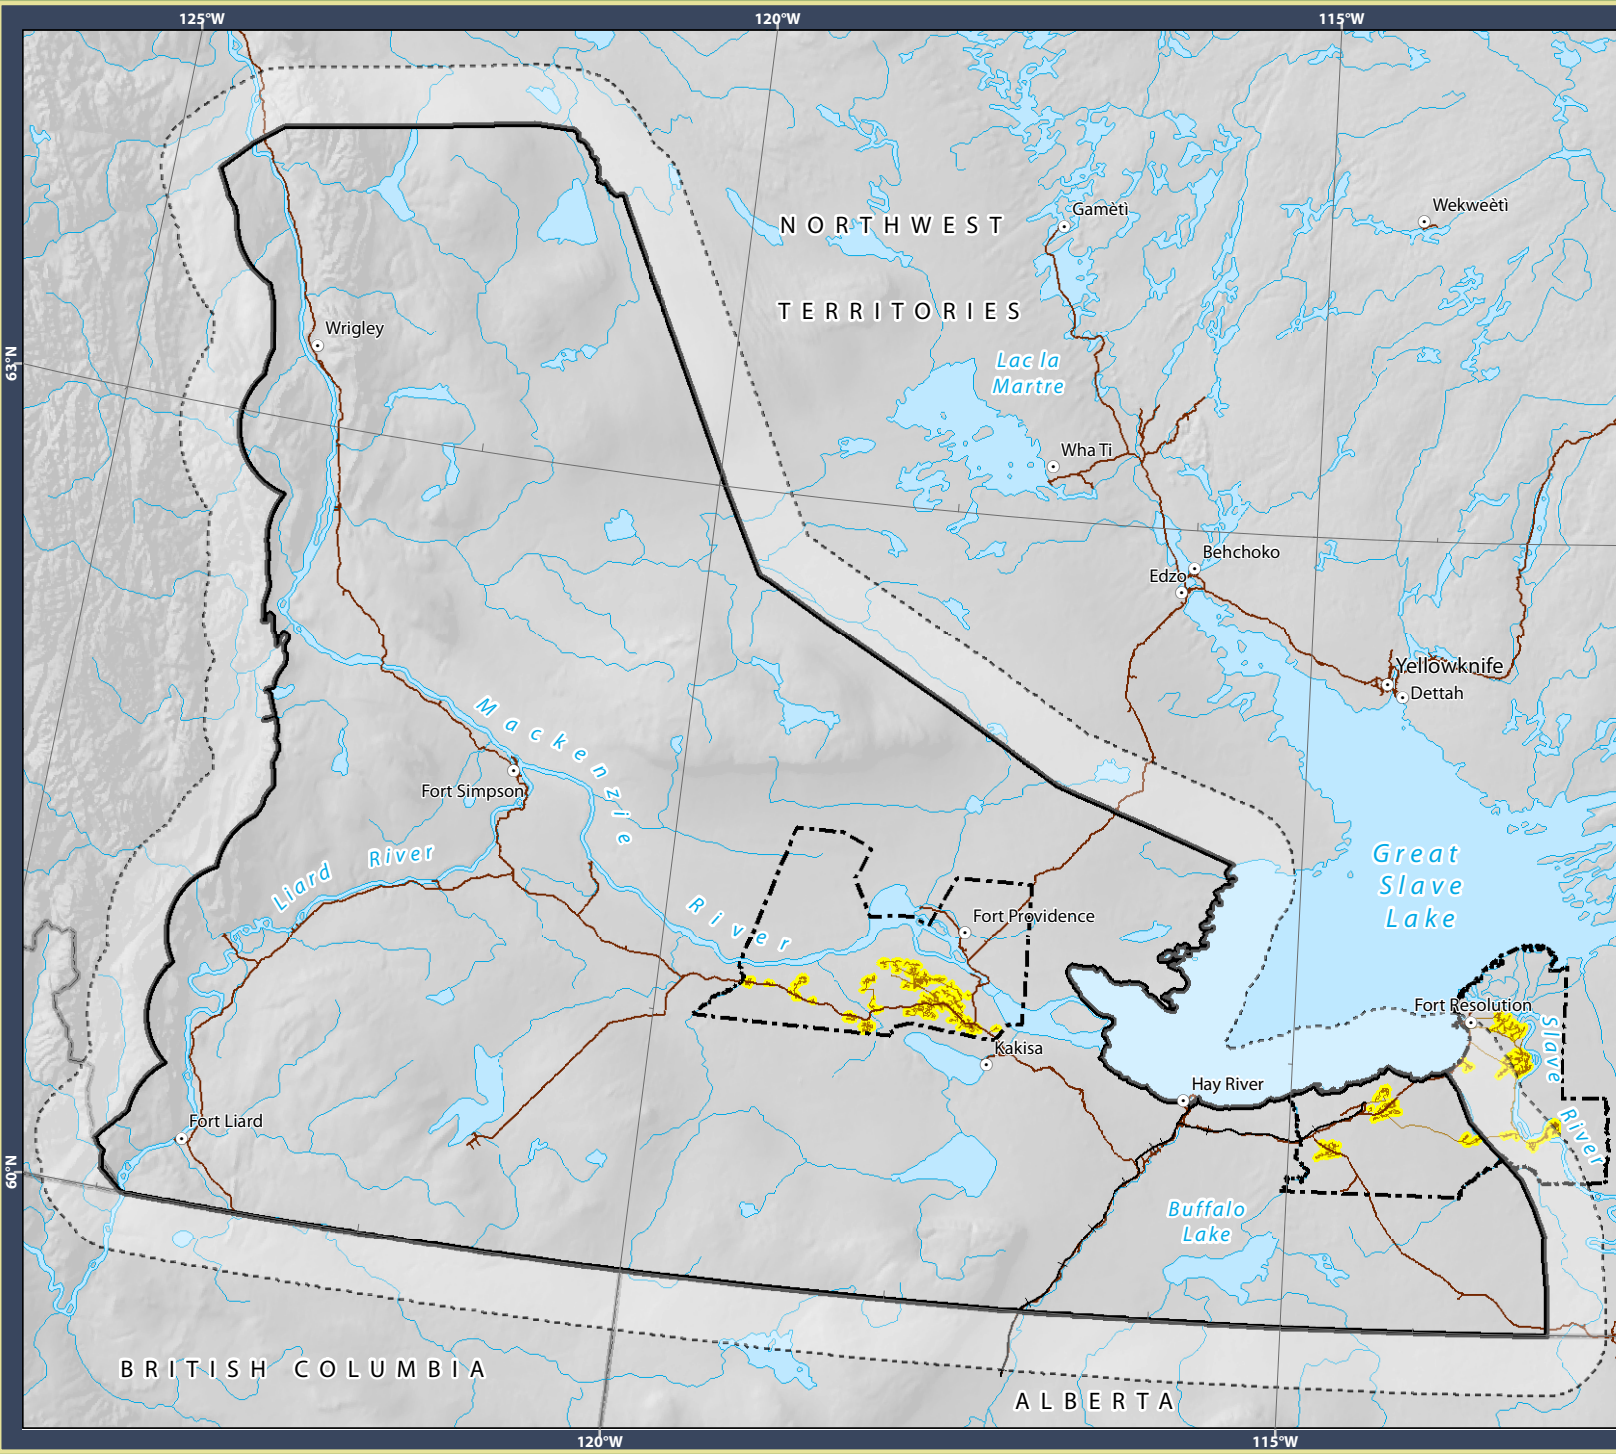 125°W
120°W
115°W
Gamètì
Wekweètì
NORTHWEST
TERRITORIES
Wrigley
63°N
Lac la
Martre
Wha Ti
Behchoko
Edzo
Yellowknife
Dettah
Mackenzie
Fort Simpson
Liard River
Great
Slave
Lake
River
Fort Providence
Fort Resolution
Slave
River
Kakisa
Hay River
Fort Liard
60°N
Buffalo
Lake
BRITISH COLUMBIA
ALBERTA
120°W
115°W